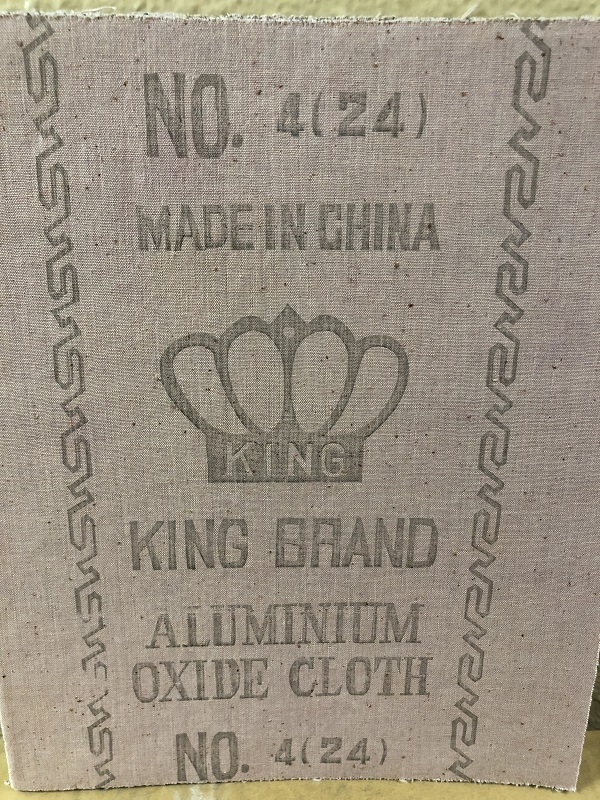 NO. 4(24)
MADE IN CHINA
KING
KING BRAND
ALUMINIUM
OXIDE CLOTH
NO. 4(24)